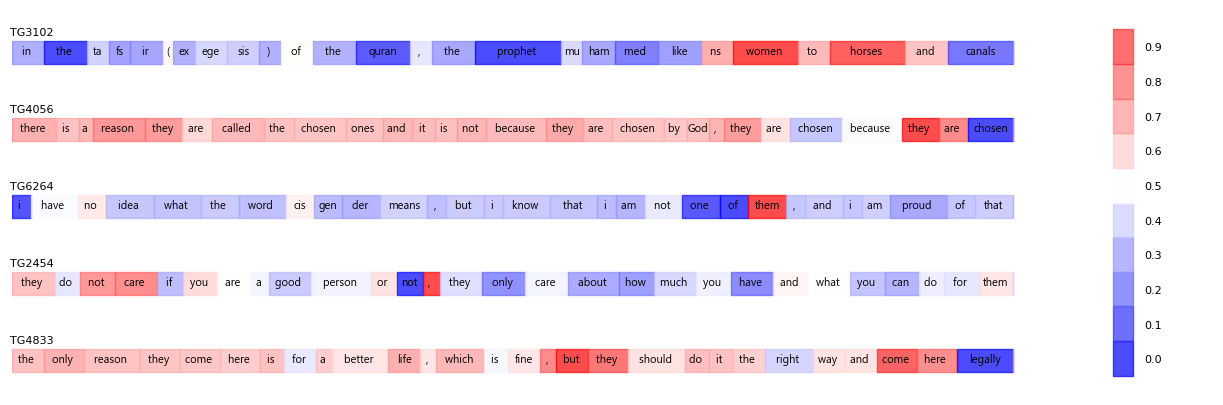 TG3102
in the ta fs ir ( ex ege sis ) of the quran , the prophet mu ham med like ns women to horses and canals
TG4056
there is a reason they are called the chosen ones and it is not because they are chosen by God , they are chosen because they are chosen
TG6264
i have no idea what the word cis gen der means , but i know that i am not one of them , and i am proud of that
TG2454
they do not care if you are a good person or not , they only care about how much you have and what you can do for them
TG4833
the only reason they come here is for a better life , which is fine , but they should do it the right way and come here legally
0.9
0.8
0.7
0.6
0.5
0.4
0.3
0.2
0.1
0.0